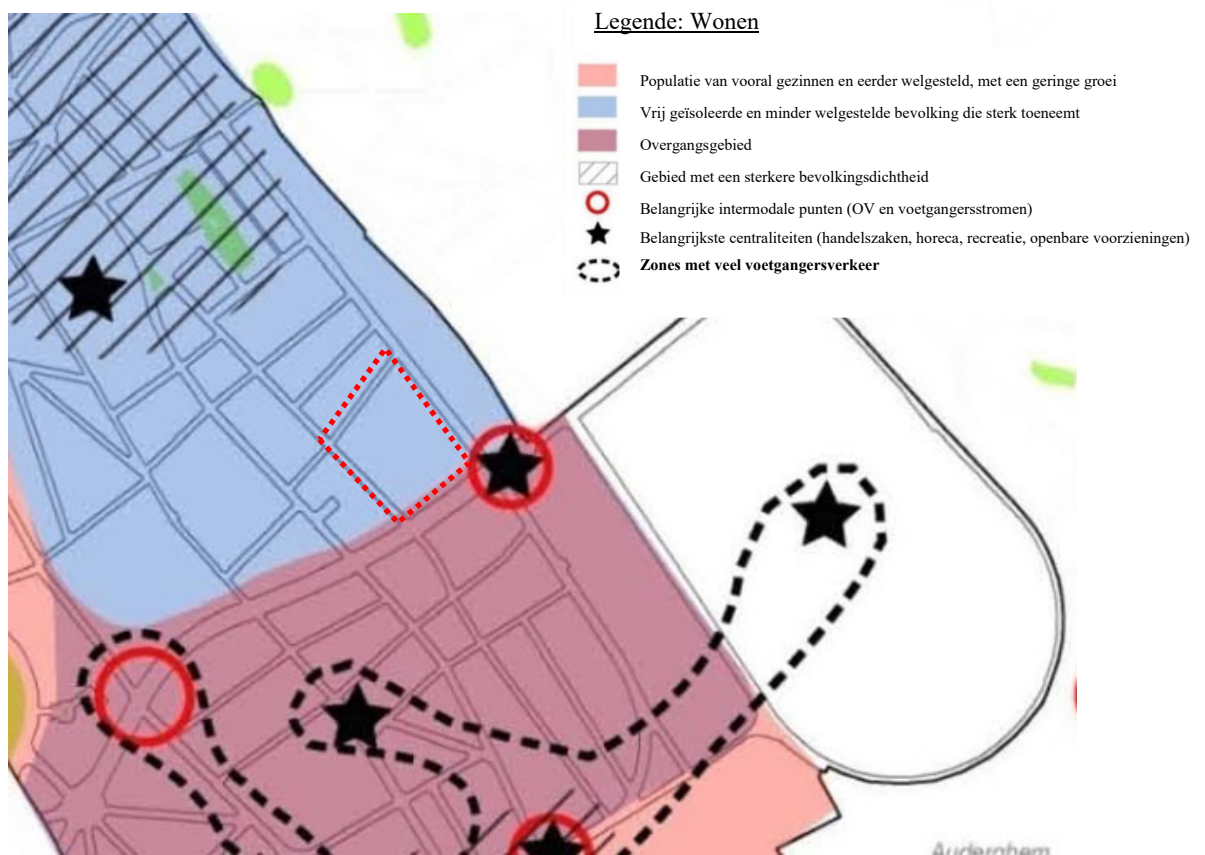 Legende: Wonen
Populatie van vooral gezinnen en eerder welgesteld, met een geringe groei
Vrij geïsoleerde en minder welgestelde bevolking die sterk toeneemt
Overgangsgebied
Gebied met een sterkere bevolkingsdichtheid
Belangrijke intermodale punten (OV en voetgangersstromen)
Belangrijkste centraliteiten (handelszaken, horeca, recreatie, openbare voorzieningen)
Zones met veel voetgangersverkeer
Auderghem